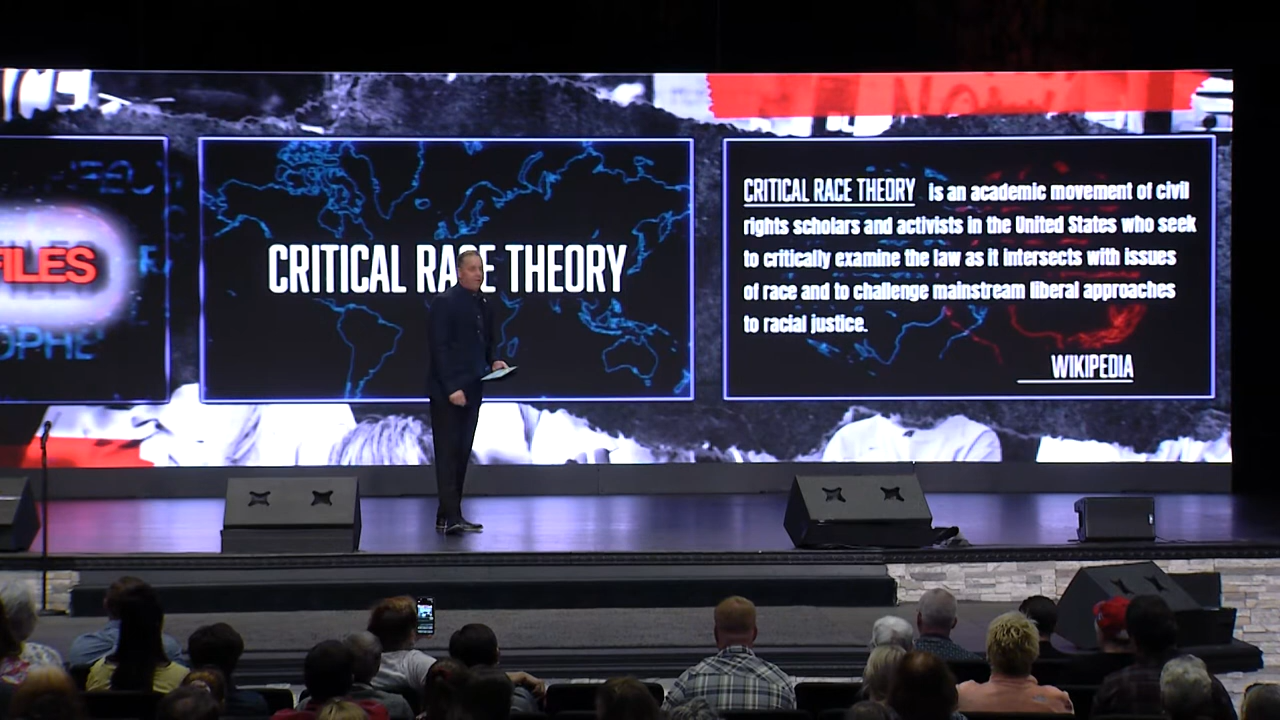 FILES
CRITICAL RACE THEORY
CRITICAL RACE THEORY is an academic movement of civil
rights scholars and activists in the United States who seek
to critically examine the law as it intersects with issues
of race and to challenge mainstream liberal approaches
to racial justice.
WIKIPEDIA